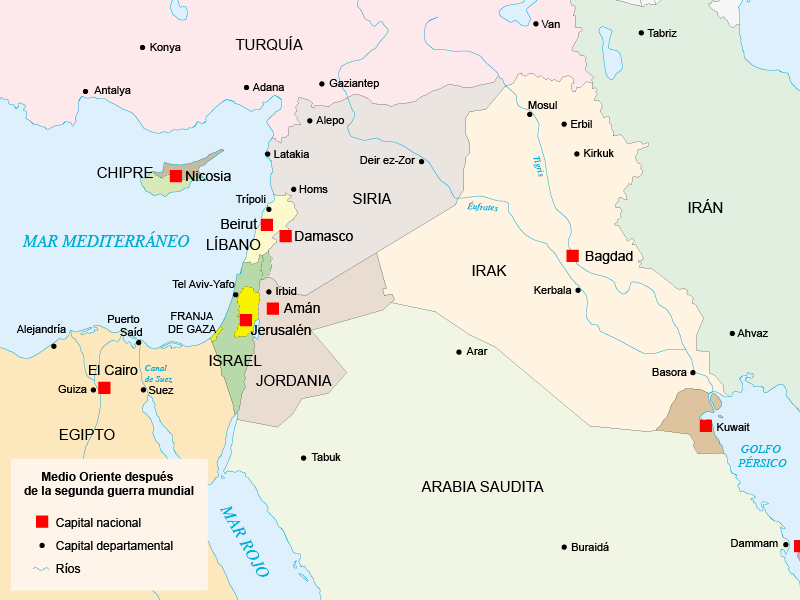 Van
Tabriz
Konya
TURQUÍA
Antalya
Adana
Gaziantep
Alepo
Mosul
Erbil
Kirkuk
Tigris
Latakia
Deir ez-Zor
CHIPRE
Nicosia
Homs
Trípoli
SIRIA
Éufrates
IRÁN
Beirut
Damasco
LÍBANO
MAR MEDITERRÁNEO
IRAK
Bagdad
Tel Aviv-Yafo
Irbid
Kerbala
Amán
FRANJA
DE GAZA
Jerusalén
Puerto
Saíd
Alejandría
Ahvaz
ISRAEL
Arar
JORDANIA
Basora
El Cairo
Canal
de Suez
Guiza
Suez
Kuwait
EGIPTO
GOLFO
PÉRSICO
Tabuk
ARABIA SAUDITA
MAR ROJO
Buraidá
Dammam
Medio Oriente después
de la segunda guerra mundial
Capital nacional
Capital departamental
Ríos